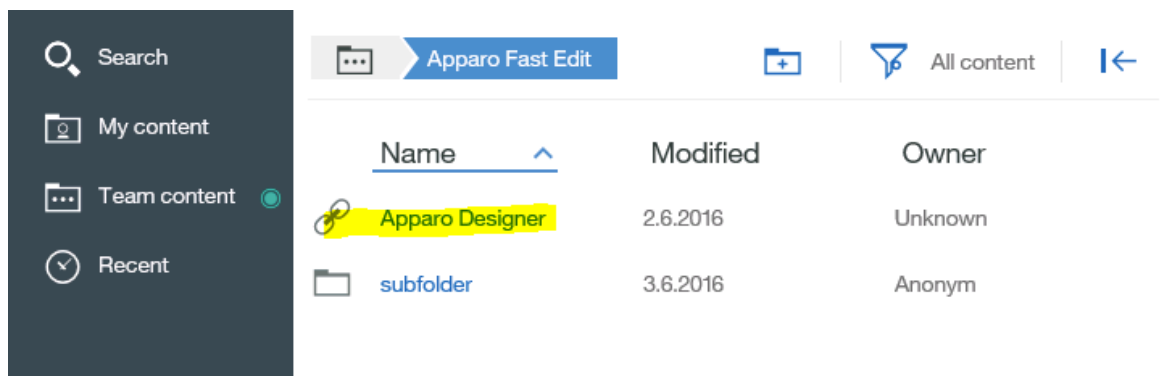 Search
My content
Team content
Recent
Apparo Fast Edit
All content
Name Modified Owner
Apparo Designer 2.6.2016 Unknown
subfolder 3.6.2016 Anonym